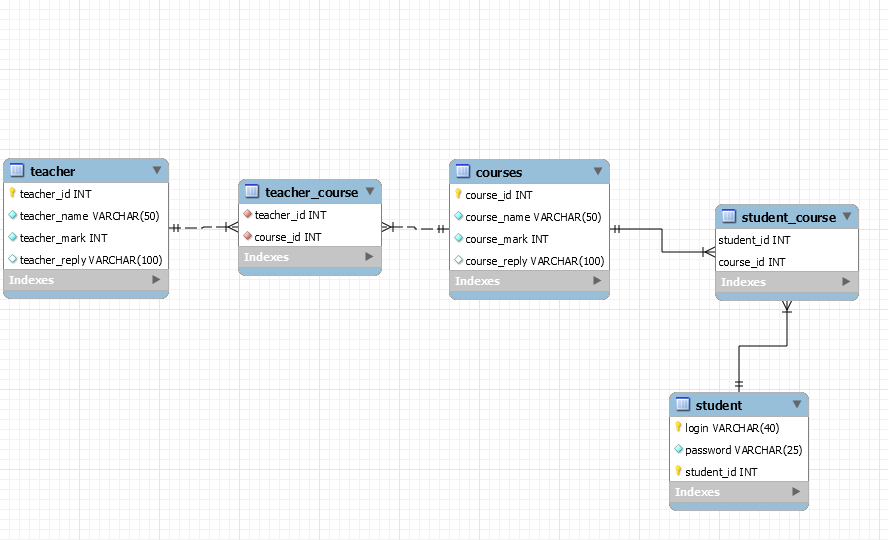 teacher
teacher_id INT
teacher_name VARCHAR(50)
teacher_mark INT
teacher_reply VARCHAR(100)
Indexes
teacher_course
teacher_id INT
course_id INT
Indexes
courses
course_id INT
course_name VARCHAR(50)
course_mark INT
course_reply VARCHAR(100)
Indexes
student_course
student_id INT
course_id INT
Indexes
student
login VARCHAR(40)
password VARCHAR(25)
student_id INT
Indexes